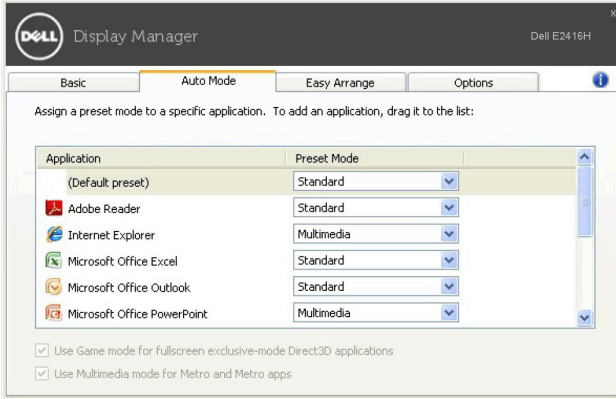 x
DELL Display Manager Dell E2416H
Basic Auto Mode Easy Arrange Options i
Assign a preset mode to a specific application. To add an application, drag it to the list:
Application Preset Mode
(Default preset) Standard
Adobe Reader Standard
Internet Explorer Multimedia
Microsoft Office Excel Standard
Microsoft Office Outlook Standard
Microsoft Office PowerPoint Multimedia
Use Game mode for fullscreen exclusive-mode Direct3D applications
Use Multimedia mode for Metro and Metro apps